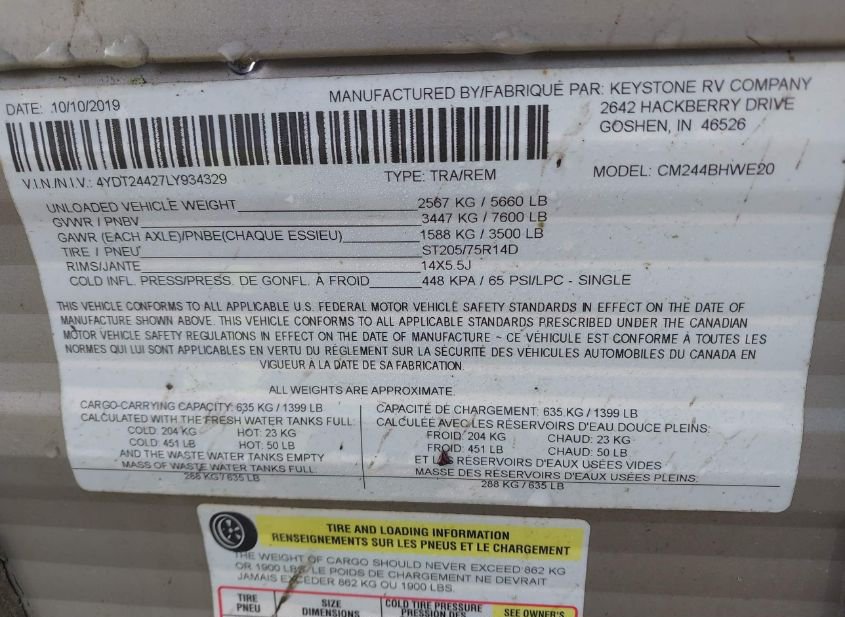 DATE: 10/10/2019
MANUFACTURED BY/FABRIQUÉ PAR: KEYSTONE RV COMPANY
2642 HACKBERRY DRIVE
GOSHEN, IN 46526
V.I.N./N.I.V.: 4YDT24427LY934329 TYPE: TRA/REM MODEL: CM244BHWE20
UNLOADED VEHICLE WEIGHT 2567 KG / 5660 LB
GVWR / PNBV 3447 KG / 7600 LB
GAWR (EACH AXLE)/PNBE(CHAQUE ESSIEU) 1588 KG / 3500 LB
TIRE / PNEU ST205/75R14D
RIMS/JANTE 14X5.5J
COLD INFL. PRESS/PRESS. DE GONFL. À FROID 448 KPA / 65 PSI/LPC - SINGLE
THIS VEHICLE CONFORMS TO ALL APPLICABLE U.S. FEDERAL MOTOR VEHICLE SAFETY STANDARDS IN EFFECT ON THE DATE OF
MANUFACTURE SHOWN ABOVE. THIS VEHICLE CONFORMS TO ALL APPLICABLE STANDARDS PRESCRIBED UNDER THE CANADIAN
MOTOR VEHICLE SAFETY REGULATIONS IN EFFECT ON THE DATE OF MANUFACTURE ~ CE VÉHICULE EST CONFORME À TOUTES LES
NORMES QUI LUI SONT APPLICABLES EN VERTU DU RÈGLEMENT SUR LA SÉCURITÉ DES VÉHICULES AUTOMOBILES DU CANADA EN
VIGUEUR À LA DATE DE SA FABRICATION.
ALL WEIGHTS ARE APPROXIMATE.
CARGO-CARRYING CAPACITY: 635 KG / 1399 LB
CALCULATED WITH THE FRESH WATER TANKS FULL:
COLD: 204 KG HOT: 23 KG
COLD: 451 LB HOT: 50 LB
AND THE WASTE WATER TANKS EMPTY
MASS OF WASTE WATER TANKS FULL:
288 KG / 635 LB
CAPACITÉ DE CHARGEMENT: 635 KG / 1399 LB
CALCULÉE AVEC LES RÉSERVOIRS D'EAU DOUCE PLEINS:
FROID: 204 KG CHAUD: 23 KG
FROID: 451 LB CHAUD: 50 LB
ET LES RÉSERVOIRS D'EAUX USÉES VIDES
MASSE DES RÉSERVOIRS D'EAUX USÉES PLEINS:
288 KG / 635 LB
TIRE AND LOADING INFORMATION
RENSEIGNEMENTS SUR LES PNEUS ET LE CHARGEMENT
THE WEIGHT OF CARGO SHOULD NEVER EXCEED 862 KG
OR 1900 LBS./LE POIDS DE CHARGEMENT NE DEVRAIT
JAMAIS EXCÉDER 862 KG OU 1900 LBS.
TIRE SIZE COLD TIRE PRESSURE SEE OWNER'S
PNEU DIMENSIONS PRESSION DES